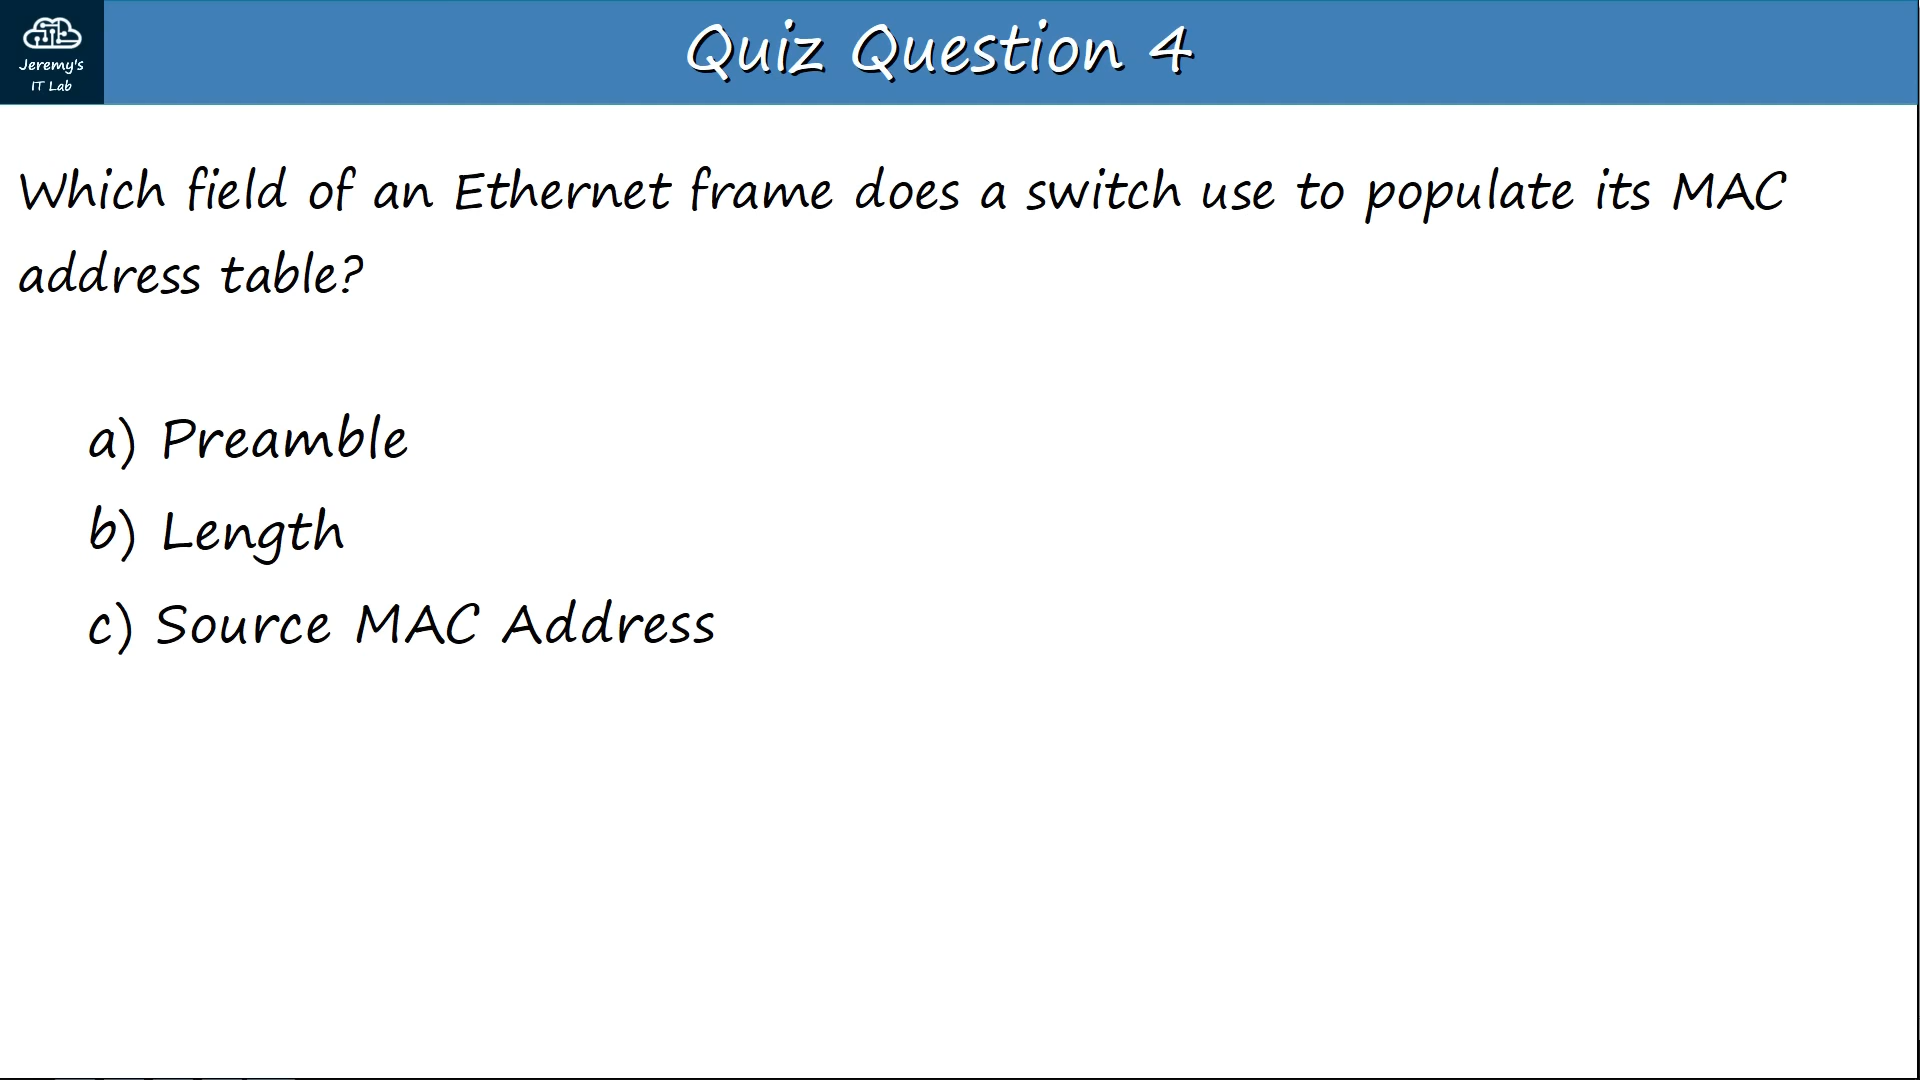 Jeremy's
IT Lab
Quiz Question 4
Which field of an Ethernet frame does a switch use to populate its MAC
address table?
a) Preamble
b) Length
c) Source MAC Address